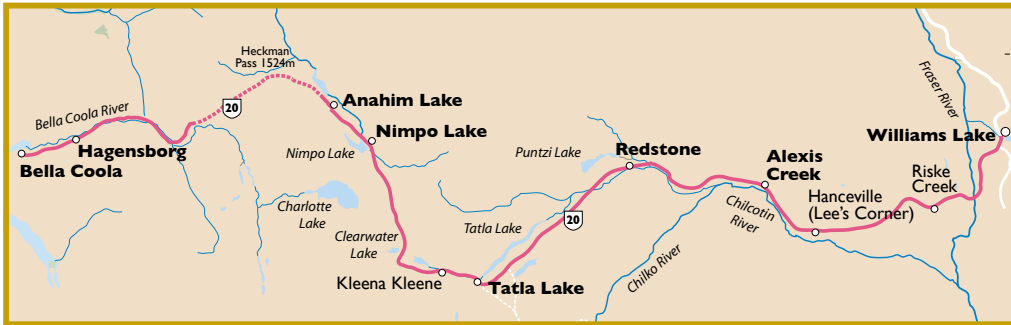 Heckman
Pass 1524m
20
Bella Coola River
Anahim Lake
Nimpo Lake
Hagensborg
Bella Coola
Nimpo Lake
Charlotte
Lake
Clearwater
Lake
Kleena Kleene
Tatla Lake
Tatla Lake
20
Puntzi Lake
Redstone
Chilko River
Chilcotin
River
Alexis
Creek
Hanceville
(Lee's Corner)
Riske
Creek
Williams Lake
Fraser River